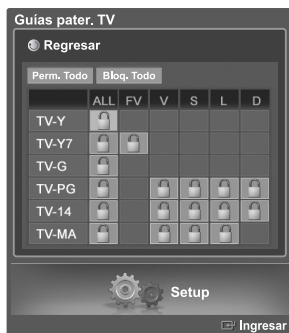 Guías pater. TV
Regresar
Perm. Todo Bloq. Todo
ALL FV V S L D
TV-Y
TV-Y7
TV-G
TV-PG
TV-14
TV-MA
Setup
Ingresar